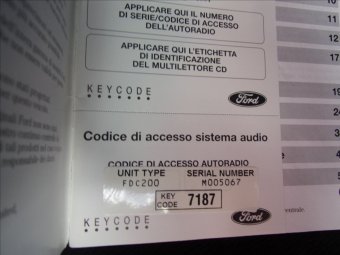 APPLICARE QUI IL NUMERO
DI SERIE/CODICE DI ACCESSO
DELL'AUTORADIO
APPLICARE QUI L'ETICHETTA
DI IDENTIFICAZIONE
DEL MULTILETTORE CD
KEYCODE
Ford
Codice di accesso sistema audio
CODICE DI ACCESSO AUTORADIO
UNIT TYPE SERIAL NUMBER
FDC200 M005067
KEY CODE 7187
KEYCODE
Ford
centrale.